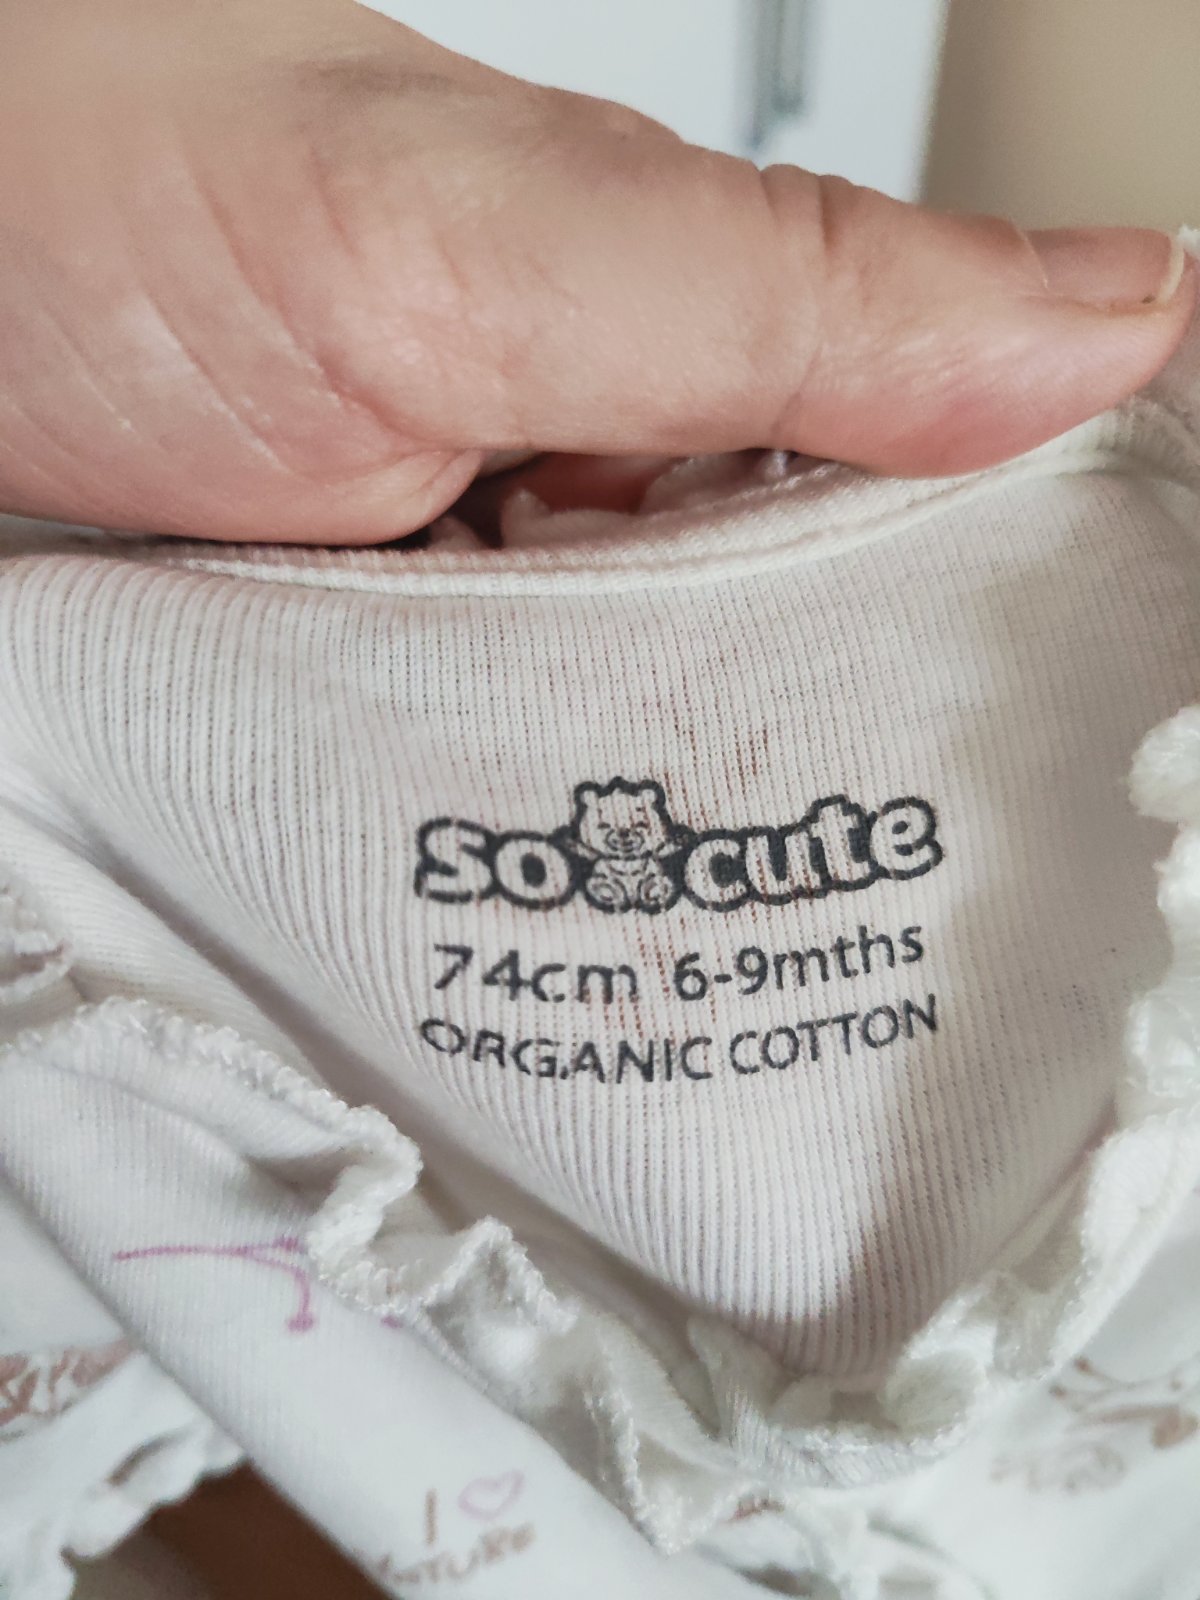 so cute
74cm 6-9mths
ORGANIC COTTON
I